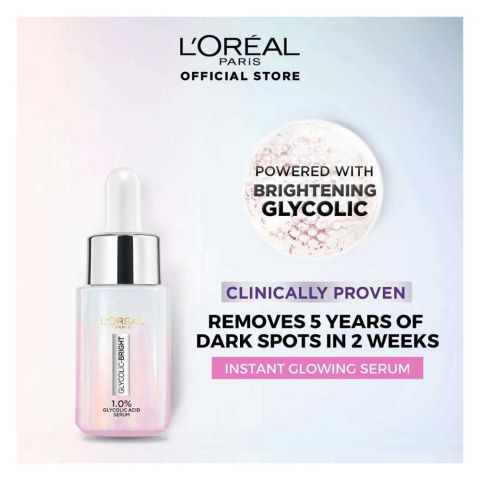 L'ORÉAL
PARIS
OFFICIAL STORE
POWERED WITH
BRIGHTENING
GLYCOLIC
CLINICALLY PROVEN
REMOVES 5 YEARS OF
DARK SPOTS IN 2 WEEKS
INSTANT GLOWING SERUM
L'ORÉAL
PARIS
GLYCOLIC-BRIGHT
1.0%
GLYCOLIC ACID
SERUM